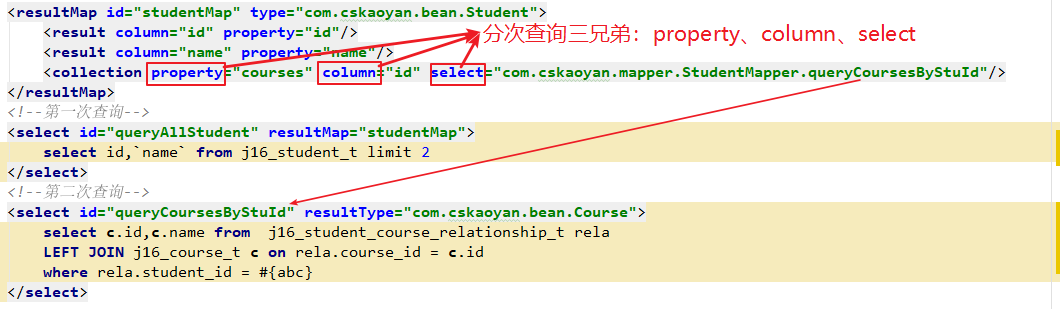 <resultMap id="studentMap" type="com.cskaoyan.bean.Student">
<result column="id" property="id"/>
分次查询三兄弟：property、column、select
<result column="name" property="name"/>
<collection property="courses" column="id" select="com.cskaoyan.mapper.StudentMapper.queryCoursesByStuId"/>
</resultMap>
<!--第一次查询-->
<select id="queryAllStudent" resultMap="studentMap">
select id,`name` from j16_student_t limit 2
</select>
<!--第二次查询-->
<select id="queryCoursesByStuId" resultType="com.cskaoyan.bean.Course">
select c.id,c.name from  j16_student_course_relationship_t rela
LEFT JOIN j16_course_t c on rela.course_id = c.id
where rela.student_id = #{abc}
</select>